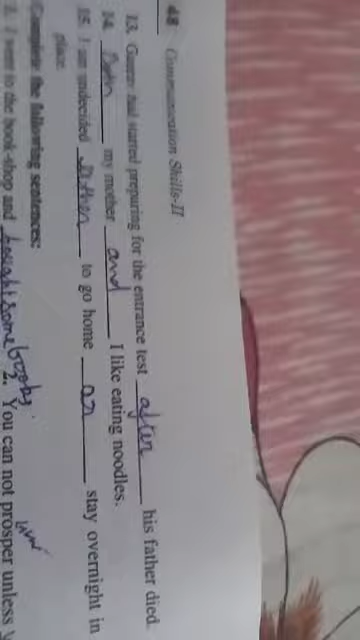 48 Communication Skills-II
13. Gaurav had started preparing for the entrance test after his father died.
14. Both my mother and I like eating noodles.
15. I am undecided to go home or stay overnight in
place.
Complete the following sentences:
1. I went to the book-shop and bought some books.
2. You can not prosper unless